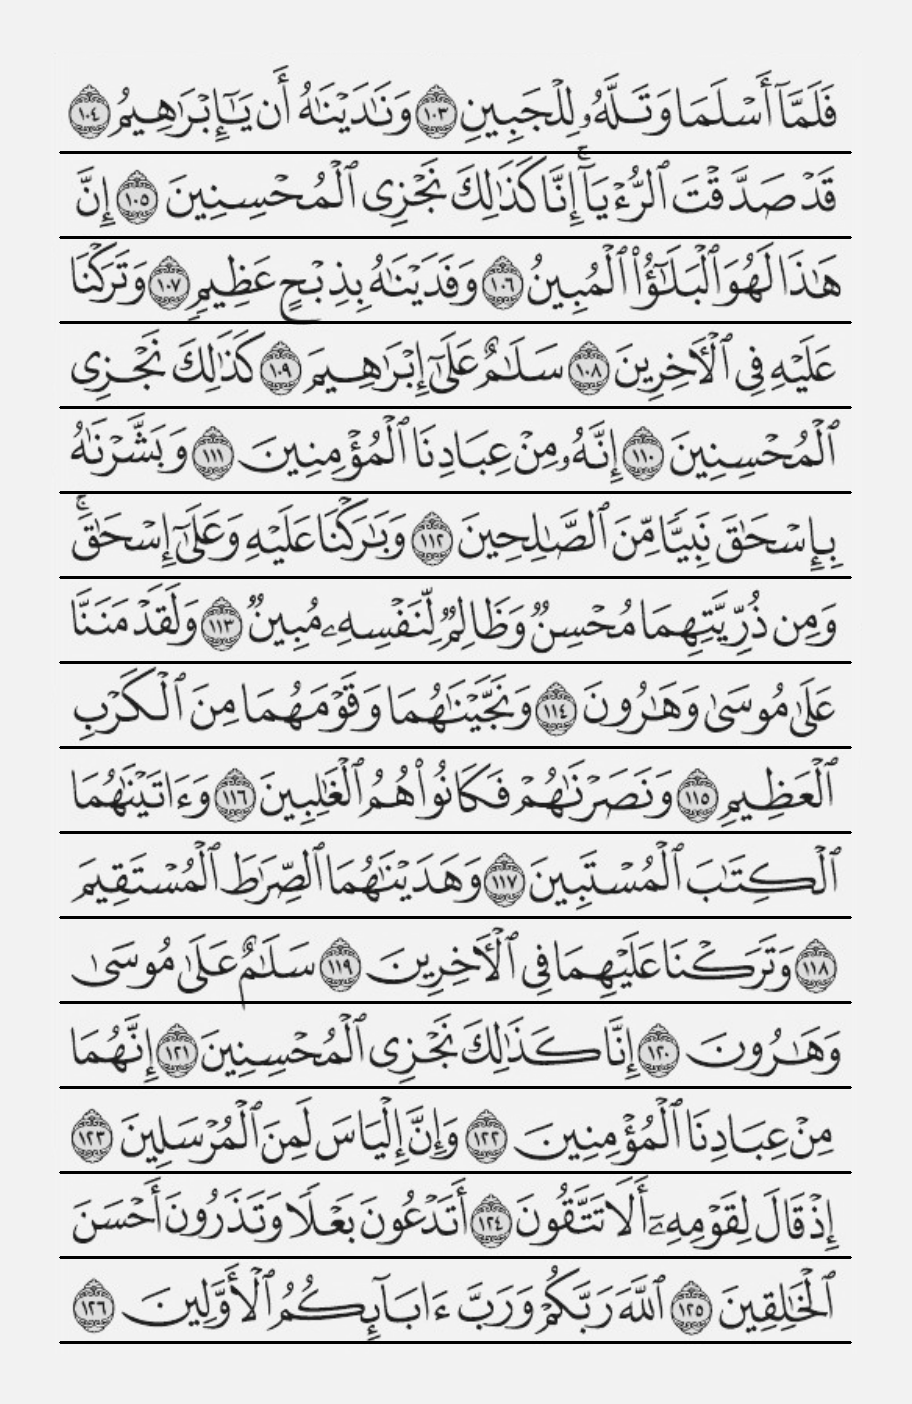 فَلَمَّآ أَسْلَمَا وَتَلَّهُۥ لِلْجَبِينِ ١٠٣ وَنَٰدَيْنَٰهُ أَن يَٰٓإِبْرَٰهِيمُ ١٠٤
قَدْ صَدَّقْتَ ٱلرُّءْيَآ ۚ إِنَّا كَذَٰلِكَ نَجْزِى ٱلْمُحْسِنِينَ ١٠٥ إِنَّ
هَٰذَا لَهُوَ ٱلْبَلَٰٓؤُا۟ ٱلْمُبِينُ ١٠٦ وَفَدَيْنَٰهُ بِذِبْحٍ عَظِيمٍ ١٠٧ وَتَرَكْنَا
عَلَيْهِ فِى ٱلْأَخِرِينَ ١٠٨ سَلَٰمٌ عَلَىٰٓ إِبْرَٰهِيمَ ١٠٩ كَذَٰلِكَ نَجْزِى
ٱلْمُحْسِنِينَ ١١٠ إِنَّهُۥ مِنْ عِبَادِنَا ٱلْمُؤْمِنِينَ ١١١ وَبَشَّرْنَٰهُ
بِإِسْحَٰقَ نَبِيًّا مِّنَ ٱلصَّٰلِحِينَ ١١٢ وَبَٰرَكْنَا عَلَيْهِ وَعَلَىٰٓ إِسْحَٰقَ ۚ
وَمِن ذُرِّيَّتِهِمَا مُحْسِنٌ وَظَالِمٌ لِّنَفْسِهِۦ مُبِينٌ ١١٣ وَلَقَدْ مَنَنَّا
عَلَىٰ مُوسَىٰ وَهَٰرُونَ ١١٤ وَنَجَّيْنَٰهُمَا وَقَوْمَهُمَا مِنَ ٱلْكَرْبِ
ٱلْعَظِيمِ ١١٥ وَنَصَرْنَٰهُمْ فَكَانُوا۟ هُمُ ٱلْغَٰلِبِينَ ١١٦ وَءَاتَيْنَٰهُمَا
ٱلْكِتَٰبَ ٱلْمُسْتَبِينَ ١١٧ وَهَدَيْنَٰهُمَا ٱلصِّرَٰطَ ٱلْمُسْتَقِيمَ
١١٨ وَتَرَكْنَا عَلَيْهِمَا فِى ٱلْأَخِرِينَ ١١٩ سَلَٰمٌ عَلَىٰ مُوسَىٰ
وَهَٰرُونَ ١٢٠ إِنَّا كَذَٰلِكَ نَجْزِى ٱلْمُحْسِنِينَ ١٢١ إِنَّهُمَا
مِنْ عِبَادِنَا ٱلْمُؤْمِنِينَ ١٢٢ وَإِنَّ إِلْيَاسَ لَمِنَ ٱلْمُرْسَلِينَ ١٢٣
إِذْ قَالَ لِقَوْمِهِۦٓ أَلَا تَتَّقُونَ ١٢٤ أَتَدْعُونَ بَعْلًا وَتَذَرُونَ أَحْسَنَ
ٱلْخَٰلِقِينَ ١٢٥ ٱللَّهَ رَبَّكُمْ وَرَبَّ ءَابَآئِكُمُ ٱلْأَوَّلِينَ ١٢٦